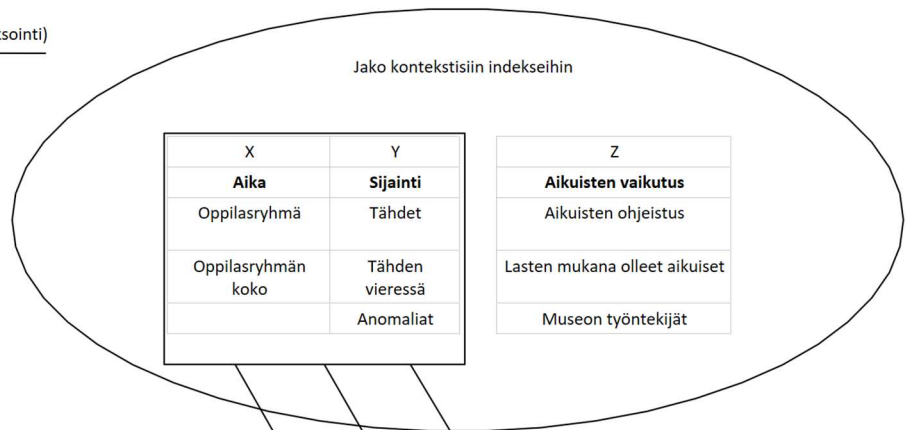 sointi)
Jako kontekstisiin indekseihin
X Y Z
Aika Sijainti Aikuisten vaikutus
Oppilasryhmä Tähdet Aikuisten ohjeistus
Oppilasryhmän Tähden Lasten mukana olleet aikuiset
koko vieressä
Anomaliat Museon työntekijät